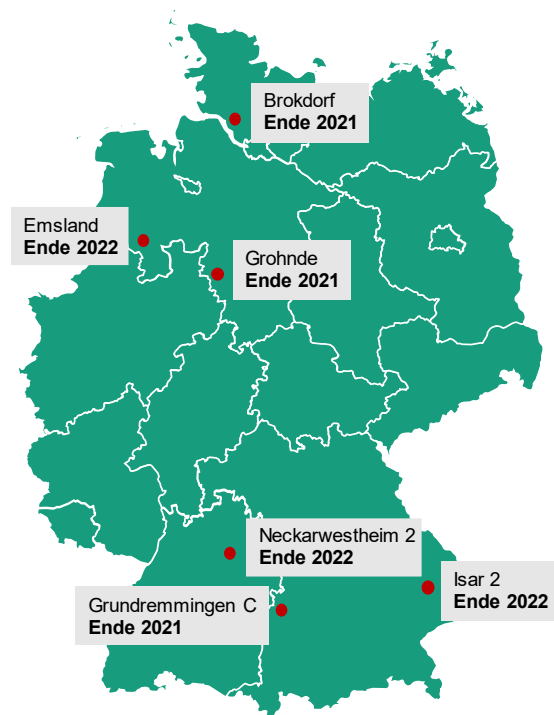 Brokdorf
Ende 2021
Emsland
Ende 2022
Grohnde
Ende 2021
Neckarwestheim 2
Ende 2022
Isar 2
Ende 2022
Grundremmingen C
Ende 2021